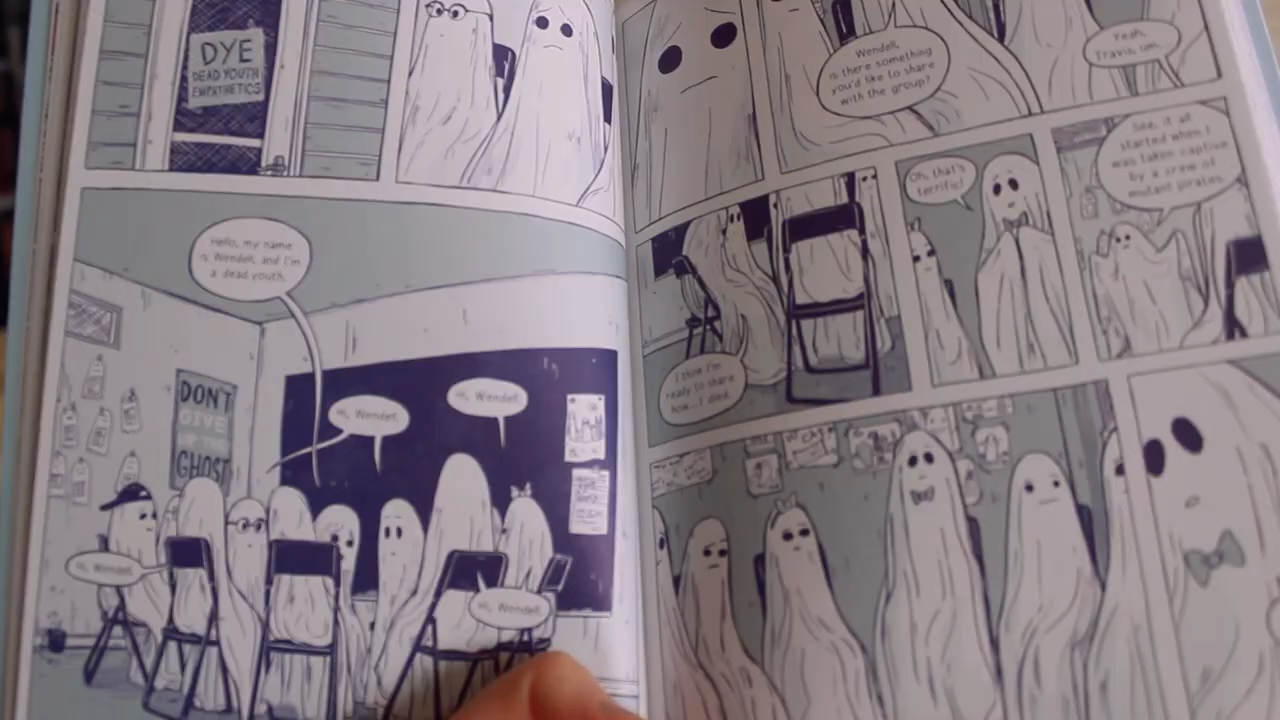 DYE
DEAD YOUTH
EMPATHETICS
Hello, my name
is Wendell, and I'm
a dead youth.
Hi, Wendell.
Hi, Wendell.
DON'T
GIVE
UP THE
GHOST
Hi, Wendell.
Hi, Wendell.
Wendell,
is there something
you'd like to share
with the group?
Yeah,
Travis, um...
I think I'm
ready to share
how...I died.
Oh, that's
terrific!
See, it all
started when I
was taken captive
by a crew of
mutant pirates.